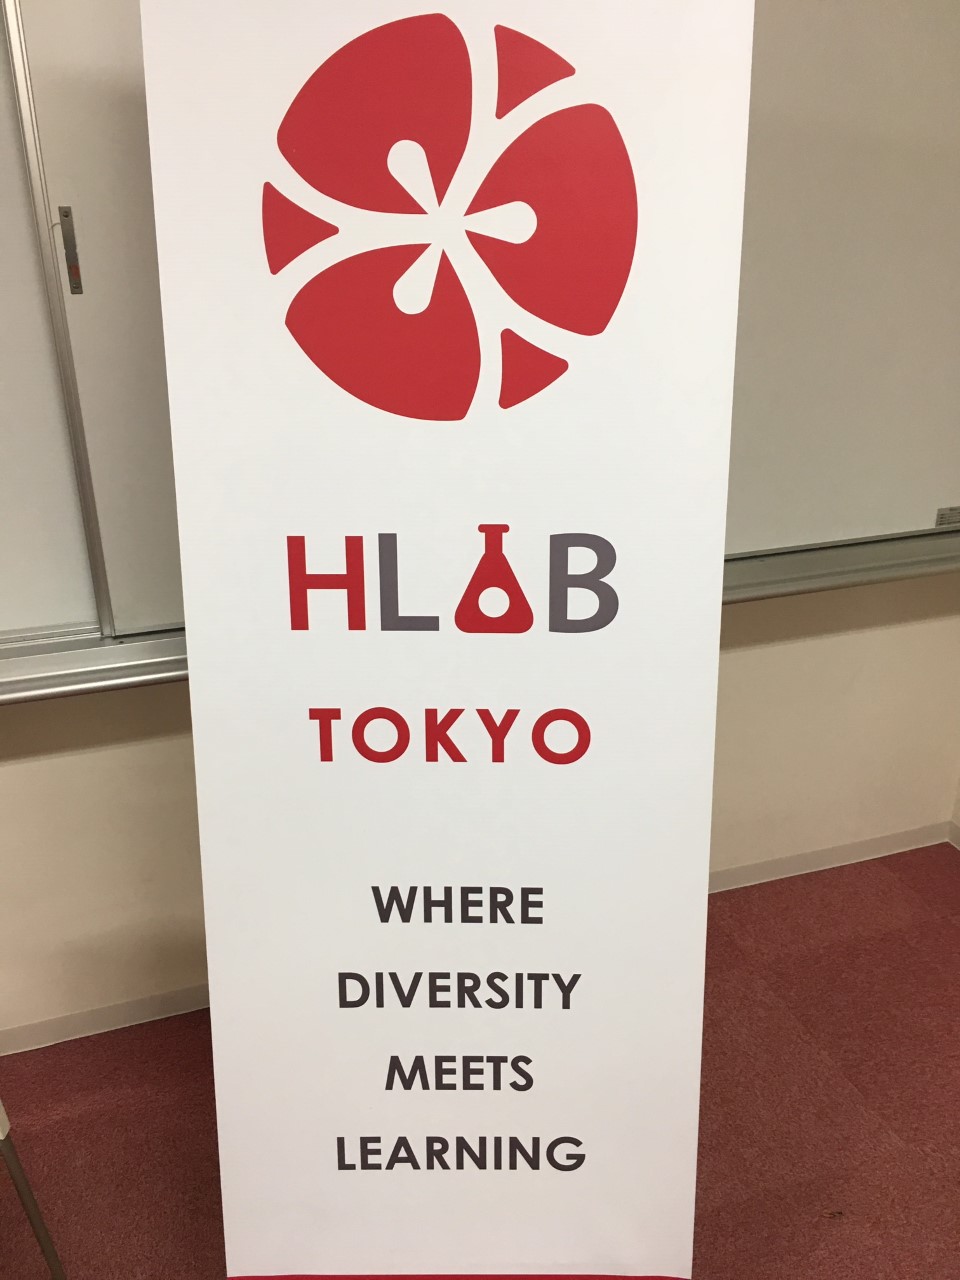 HLAB
TOKYO
WHERE
DIVERSITY
MEETS
LEARNING